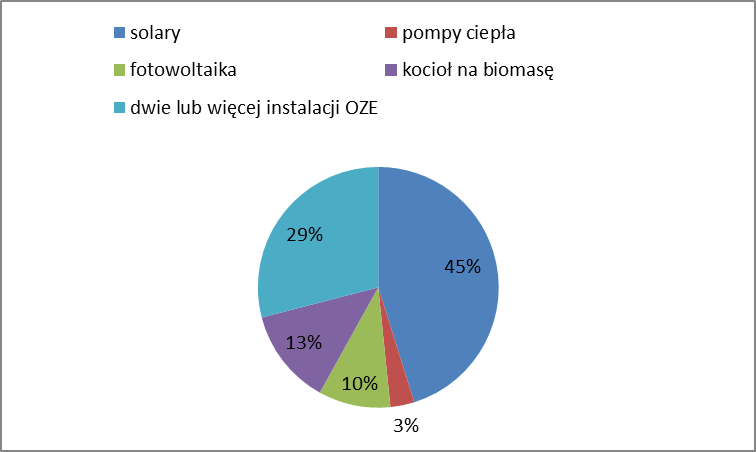 solary
pompy ciepła
fotowoltaika
kocioł na biomasę
dwie lub więcej instalacji OZE
29%
45%
13%
10%
3%